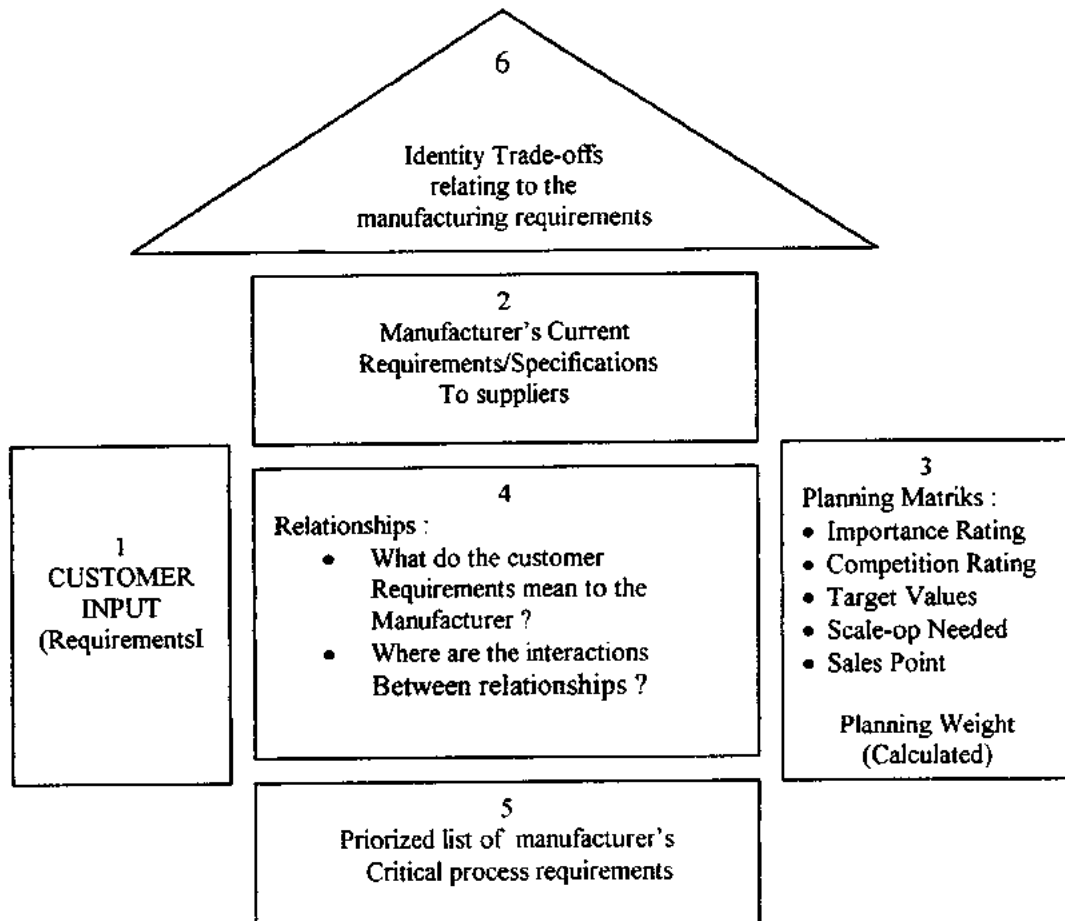 6
Identity Trade-offs
relating to the
manufacturing requirements
2
Manufacturer's Current
Requirements/Specifications
To suppliers
1
CUSTOMER
INPUT
(RequirementsI
4
Relationships :
• What do the customer
Requirements mean to the
Manufacturer ?
• Where are the interactions
Between relationships ?
3
Planning Matriks :
• Importance Rating
• Competition Rating
• Target Values
• Scale-op Needed
• Sales Point
Planning Weight
(Calculated)
5
Priorized list of manufacturer's
Critical process requirements